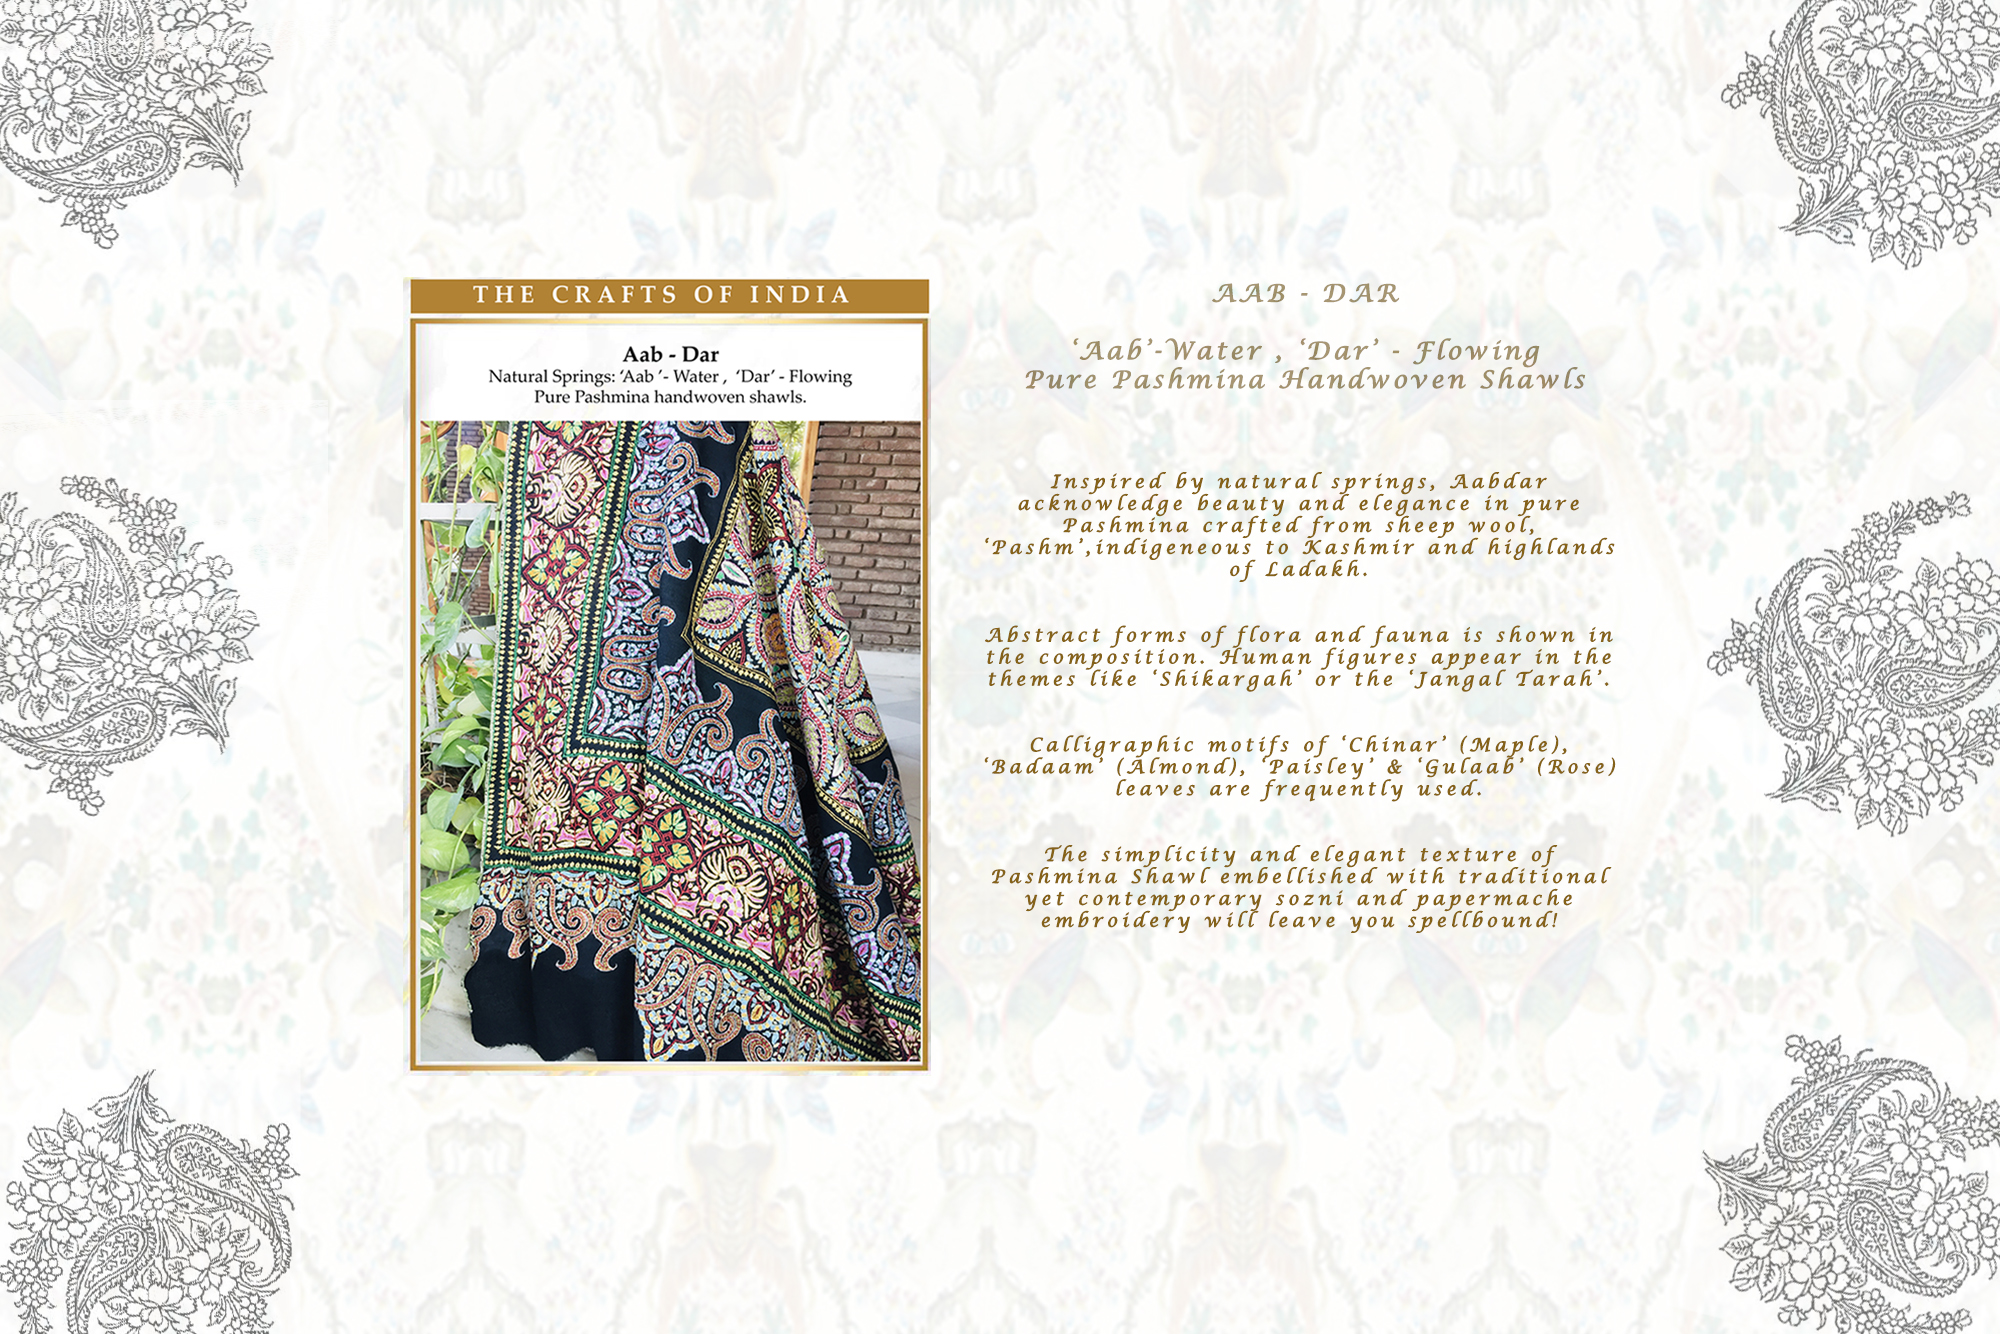 THE CRAFTS OF INDIA
Aab - Dar
Natural Springs: ‘Aab ’- Water , ‘Dar’ - Flowing
Pure Pashmina handwoven shawls.
AAB - DAR
‘Aab’-Water , ‘Dar’ - Flowing
Pure Pashmina Handwoven Shawls
Inspired by natural springs, Aabdar
acknowledge beauty and elegance in pure
Pashmina crafted from sheep wool,
‘Pashm’,indigeneous to Kashmir and highlands
of Ladakh.
Abstract forms of flora and fauna is shown in
the composition. Human figures appear in the
themes like ‘Shikargah’ or the ‘Jangal Tarah’.
Calligraphic motifs of ‘Chinar’ (Maple),
‘Badaam’ (Almond), ‘Paisley’ & ‘Gulaab’ (Rose)
leaves are frequently used.
The simplicity and elegant texture of
Pashmina Shawl embellished with traditional
yet contemporary sozni and papermache
embroidery will leave you spellbound!